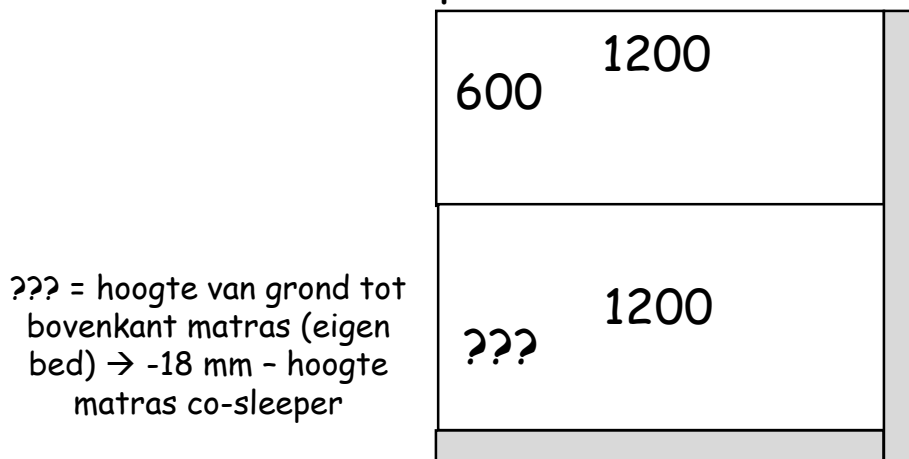 1200
600
??? = hoogte van grond tot
bovenkant matras (eigen
bed) → -18 mm – hoogte
matras co-sleeper
1200
???